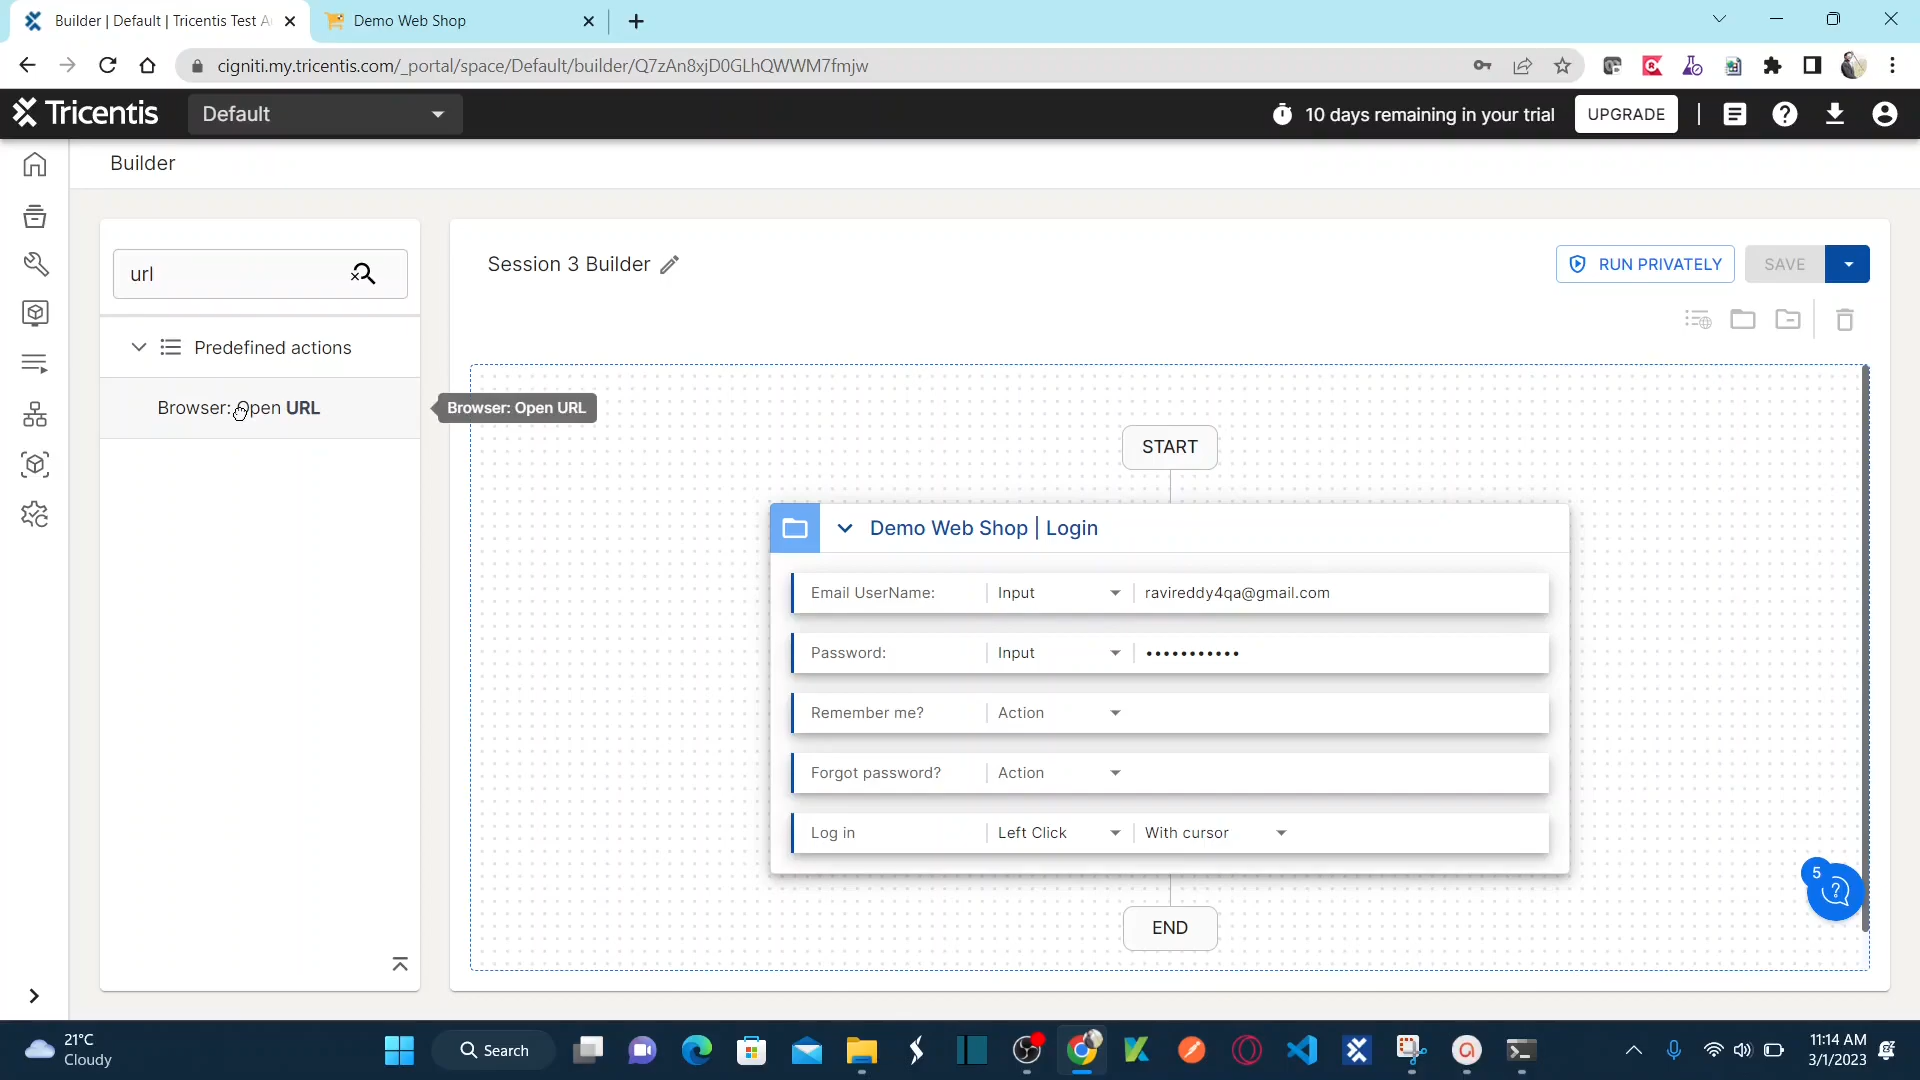 Builder | Default | Tricentis Test A
Demo Web Shop
cigniti.my.tricentis.com/_portal/space/Default/builder/Q7zAn8xjD0GLhQWWM7fmjw
Tricentis
Default
10 days remaining in your trial
UPGRADE
Builder
url
Session 3 Builder
RUN PRIVATELY
SAVE
Predefined actions
Browser: Open URL
Browser: Open URL
START
Demo Web Shop | Login
Email UserName: Input ravireddy4qa@gmail.com
Password: Input •••••••••••
Remember me? Action
Forgot password? Action
Log in Left Click With cursor
5
END
21°C
Cloudy
Search
11:14 AM
3/1/2023